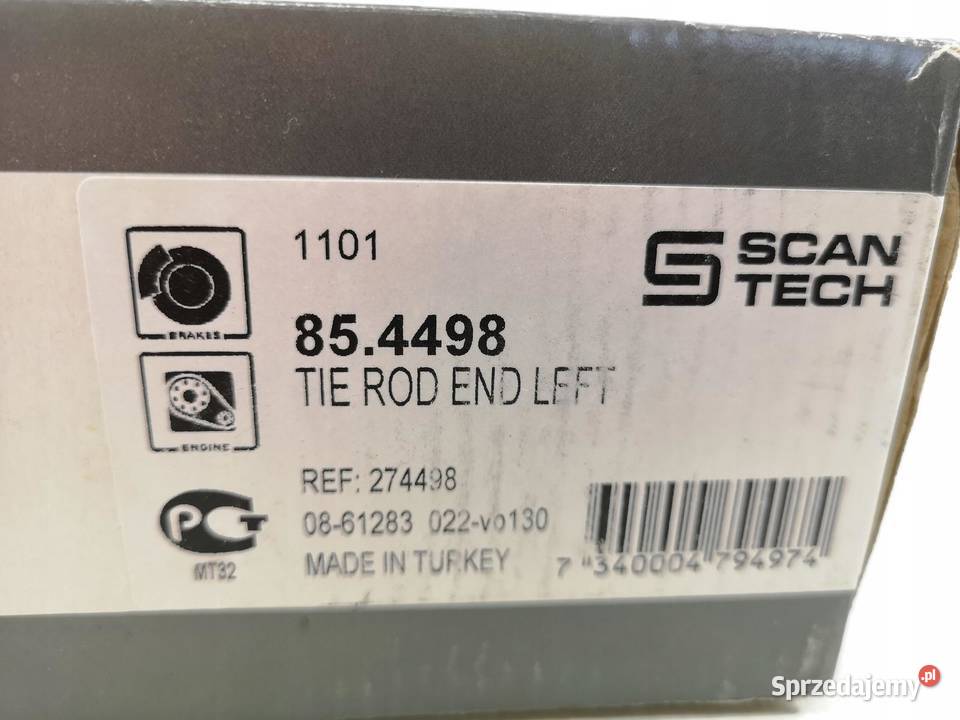 1101
SCAN
TECH
BRAKES
85.4498
TIE ROD END LEFT
ENGINE
REF: 274498
08-61283 022-vo130
PCT
MT32
MADE IN TURKEY
7 340004 794974
Sprzedajemy.pl